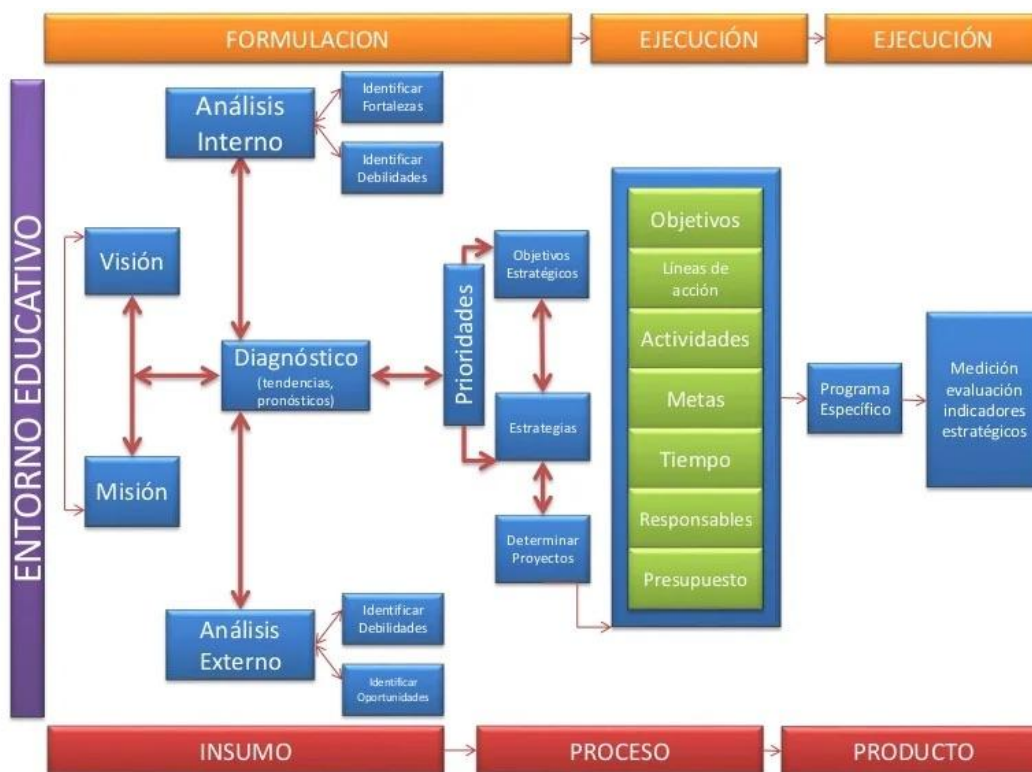 FORMULACION
EJECUCIÓN
EJECUCIÓN
ENTORNO EDUCATIVO
Análisis
Interno
Identificar
Fortalezas
Identificar
Debilidades
Visión
Misión
Diagnóstico
(tendencias,
pronósticos)
Prioridades
Objetivos
Estratégicos
Estrategias
Determinar
Proyectos
Análisis
Externo
Identificar
Debilidades
Identificar
Oportunidades
Objetivos
Líneas de
acción
Actividades
Metas
Tiempo
Responsables
Presupuesto
Programa
Específico
Medición
evaluación
indicadores
estratégicos
INSUMO
PROCESO
PRODUCTO